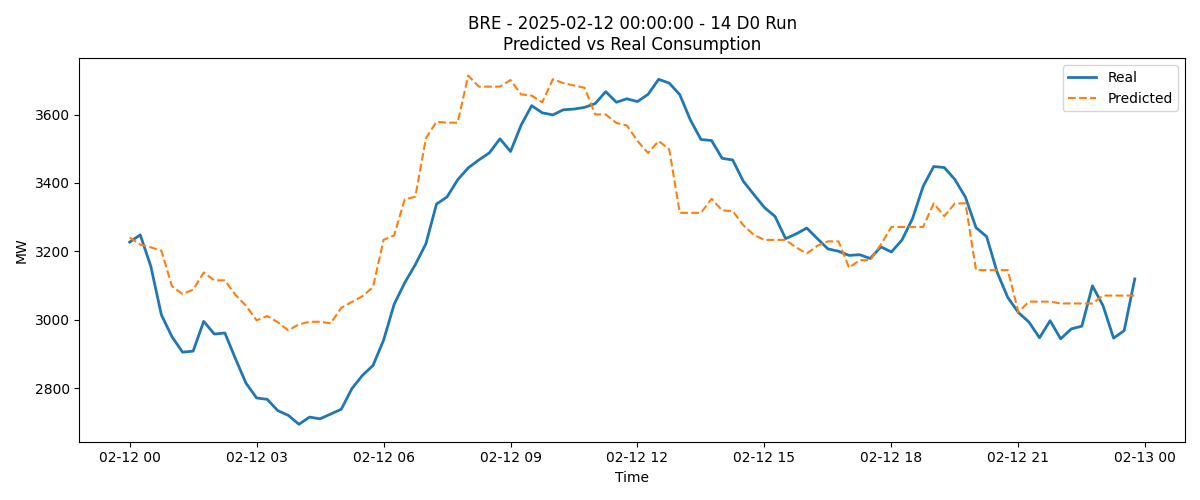 BRE - 2025-02-12 00:00:00 - 14 D0 Run
Predicted vs Real Consumption
Real
Predicted
MW
3600
3400
3200
3000
2800
02-12 00
02-12 03
02-12 06
02-12 09
02-12 12
02-12 15
02-12 18
02-12 21
02-13 00
Time